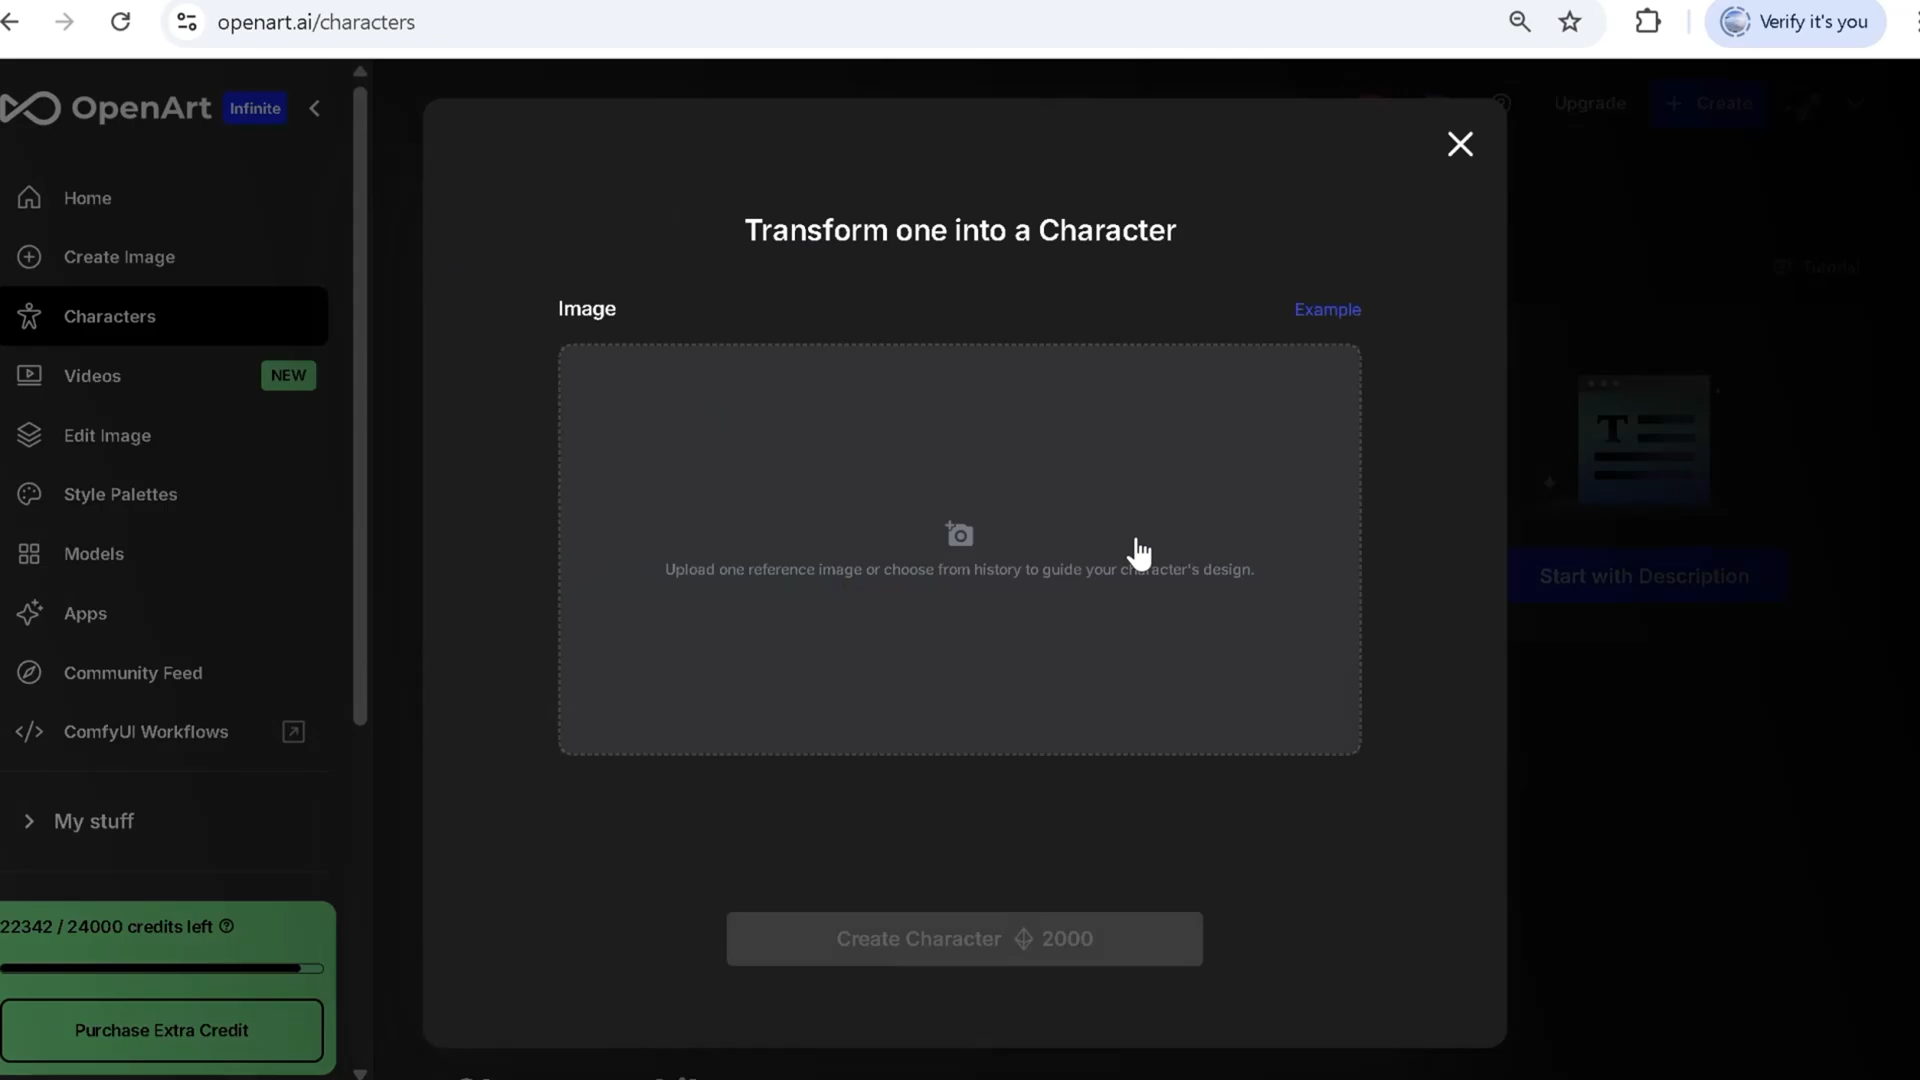 openart.ai/characters
Verify it's you
OpenArt Infinite
Upgrade
+ Create
Home
Create Image
Characters
Videos NEW
Edit Image
Style Palettes
Models
Apps
Community Feed
ComfyUI Workflows
My stuff
22342 / 24000 credits left
Purchase Extra Credit
Transform one into a Character
Image
Example
Upload one reference image or choose from history to guide your character's design.
Create Character 2000
Tutorial
T
Start with Description